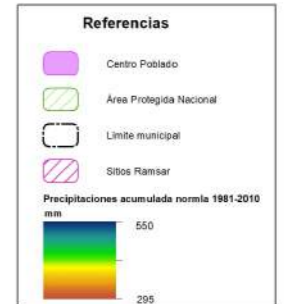 Referencias
Centro Poblado
Área Protegida Nacional
Límite municipal
Sitios Ramsar
Precipitaciones acumulada normla 1981-2010
mm
550
295